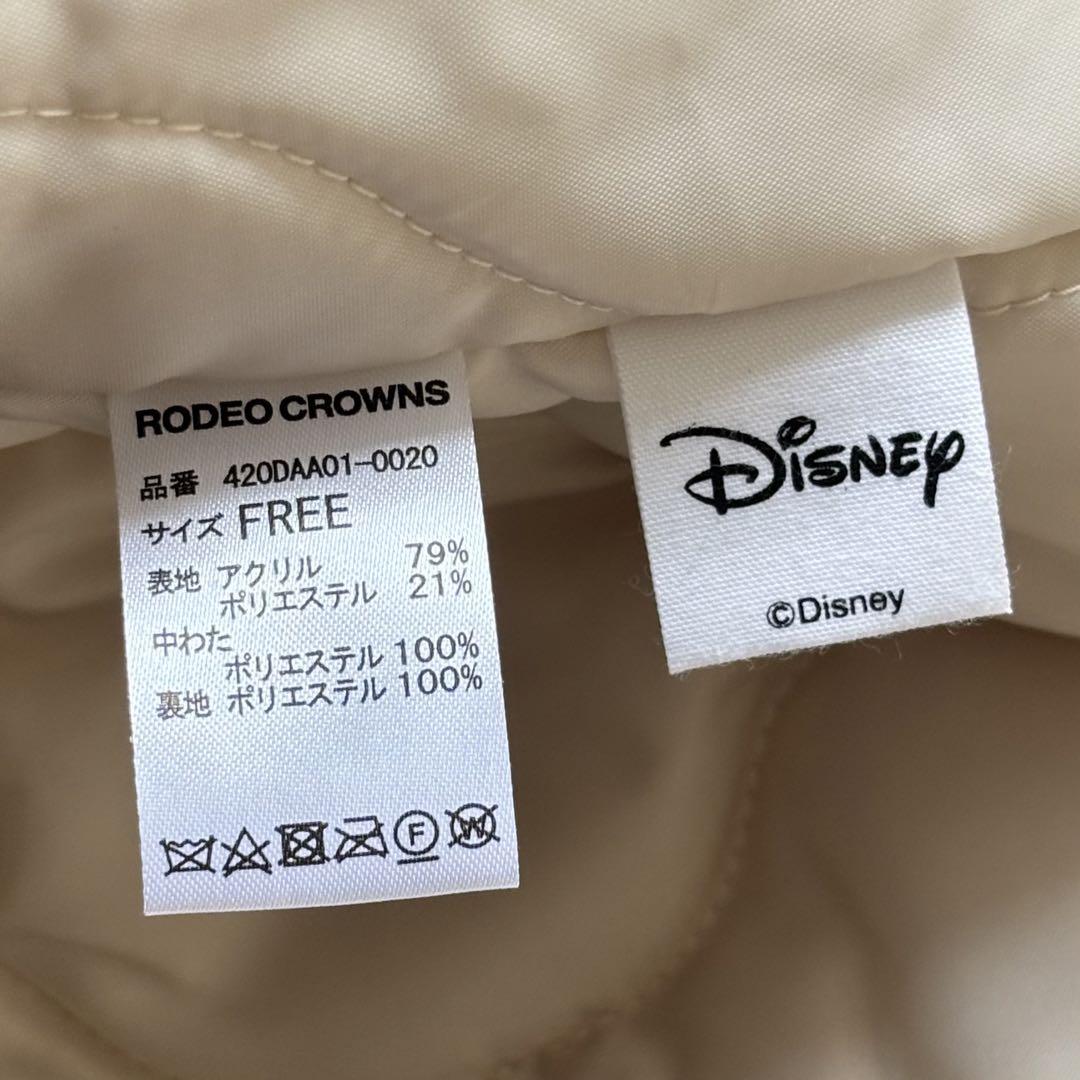 RODEO CROWNS
品番 420DAA01-0020
サイズ FREE
表地 アクリル 79%
ポリエステル 21%
中わた
ポリエステル 100%
裏地 ポリエステル 100%
F W
Disney
©Disney